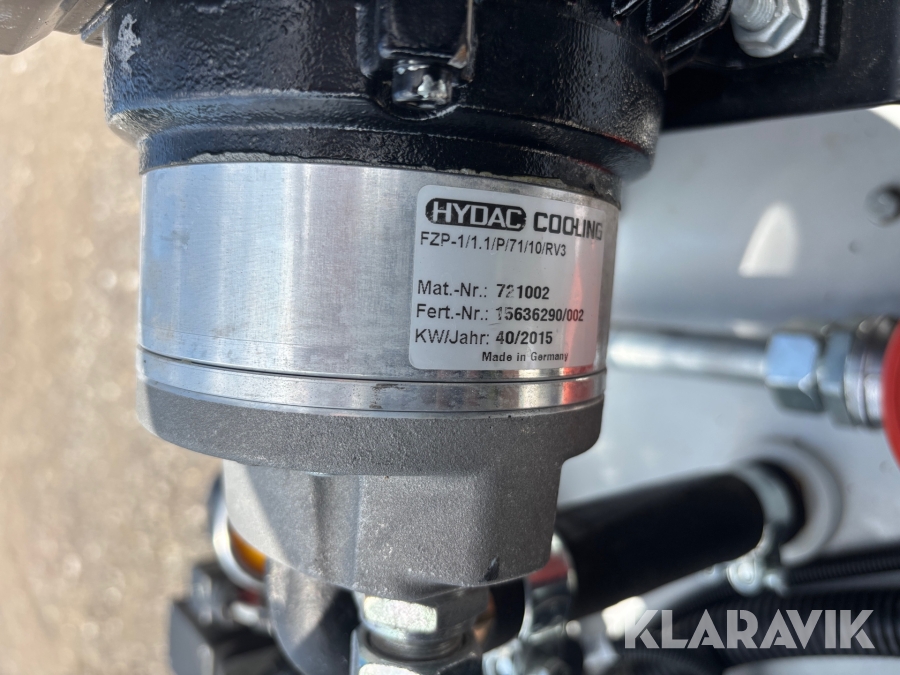 HYDAC COOLING
FZP-1/1.1/P/71/10/RV3
Mat.-Nr.: 721002
Fert.-Nr.: 15636290/002
KW/Jahr: 40/2015
Made in Germany
KLARAVIK